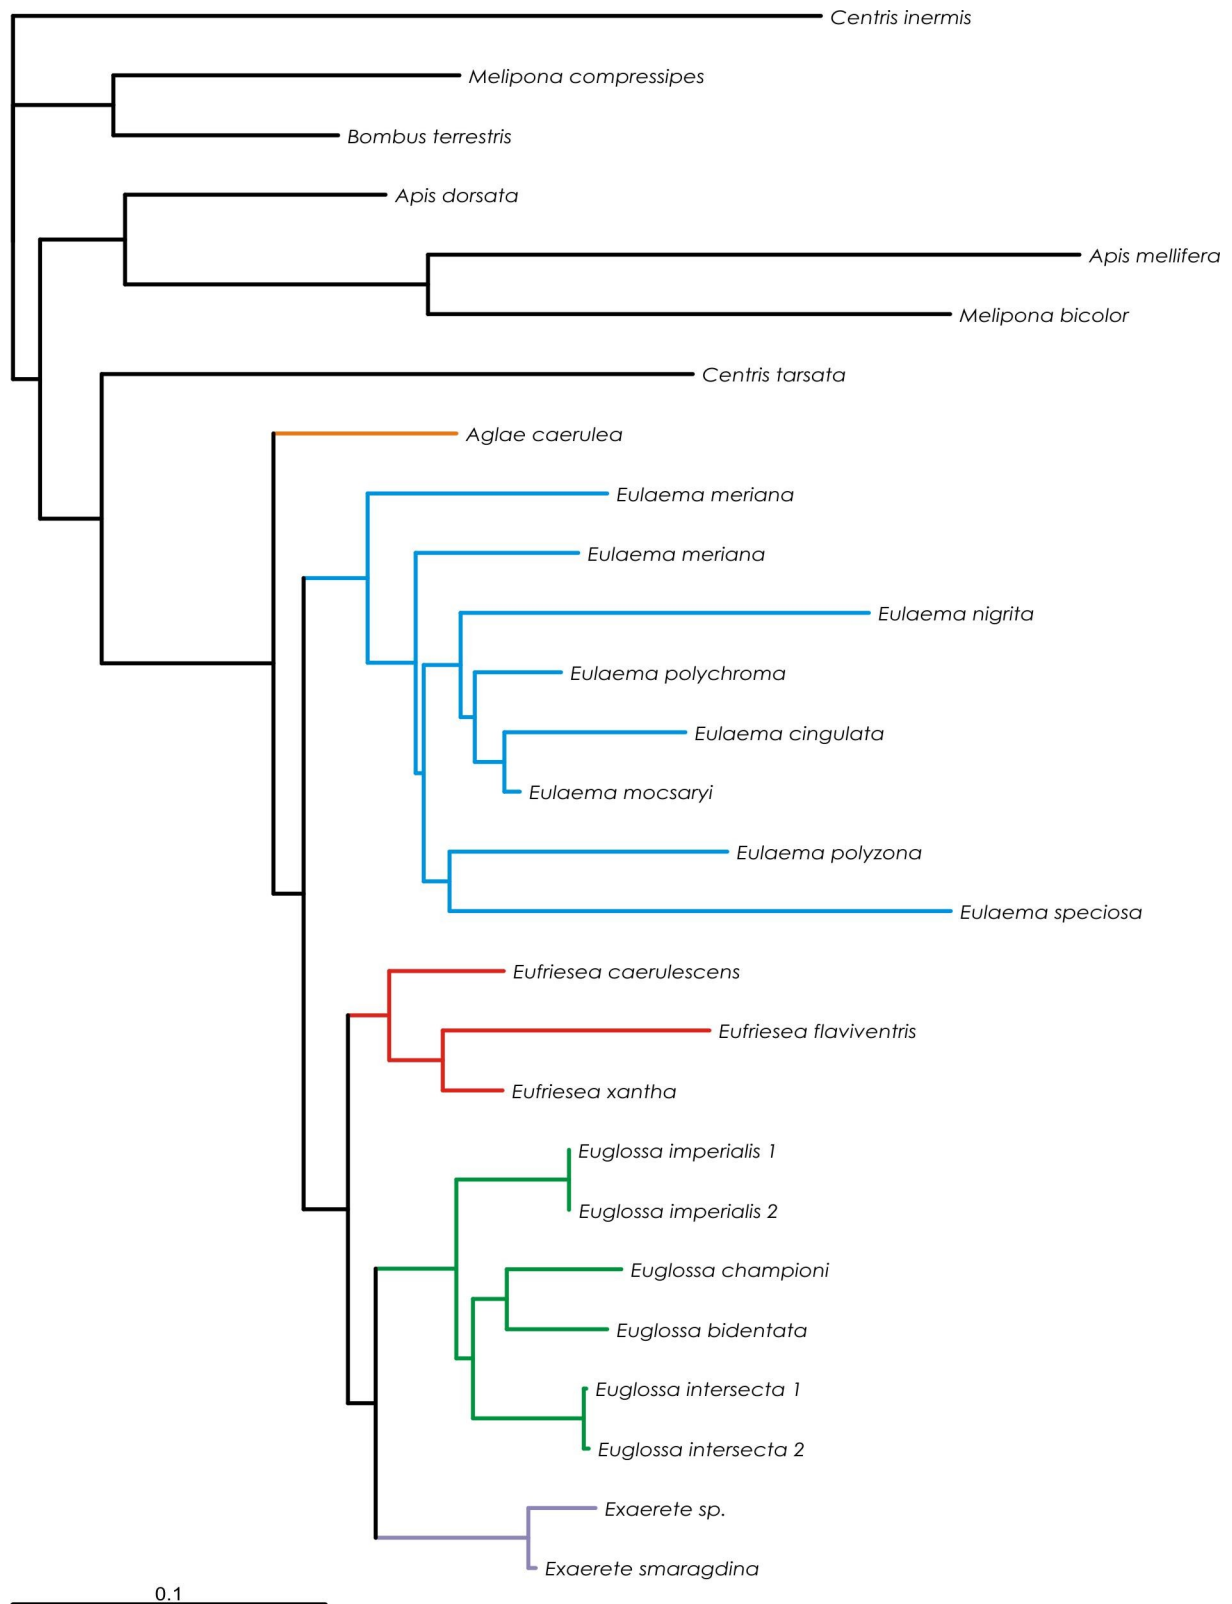 Centris inermis
Melipona compressipes
Bombus terrestris
Apis dorsata
Apis mellifera
Melipona bicolor
Centris tarsata
Aglae caerulea
Eulaema meriana
Eulaema meriana
Eulaema nigrita
Eulaema polychroma
Eulaema cingulata
Eulaema mocsaryi
Eulaema polyzona
Eulaema speciosa
Eufriesea caerulescens
Eufriesea flaviventris
Eufriesea xantha
Euglossa imperialis 1
Euglossa imperialis 2
Euglossa championi
Euglossa bidentata
Euglossa intersecta 1
Euglossa intersecta 2
Exaerete sp.
Exaerete smaragdina
0.1